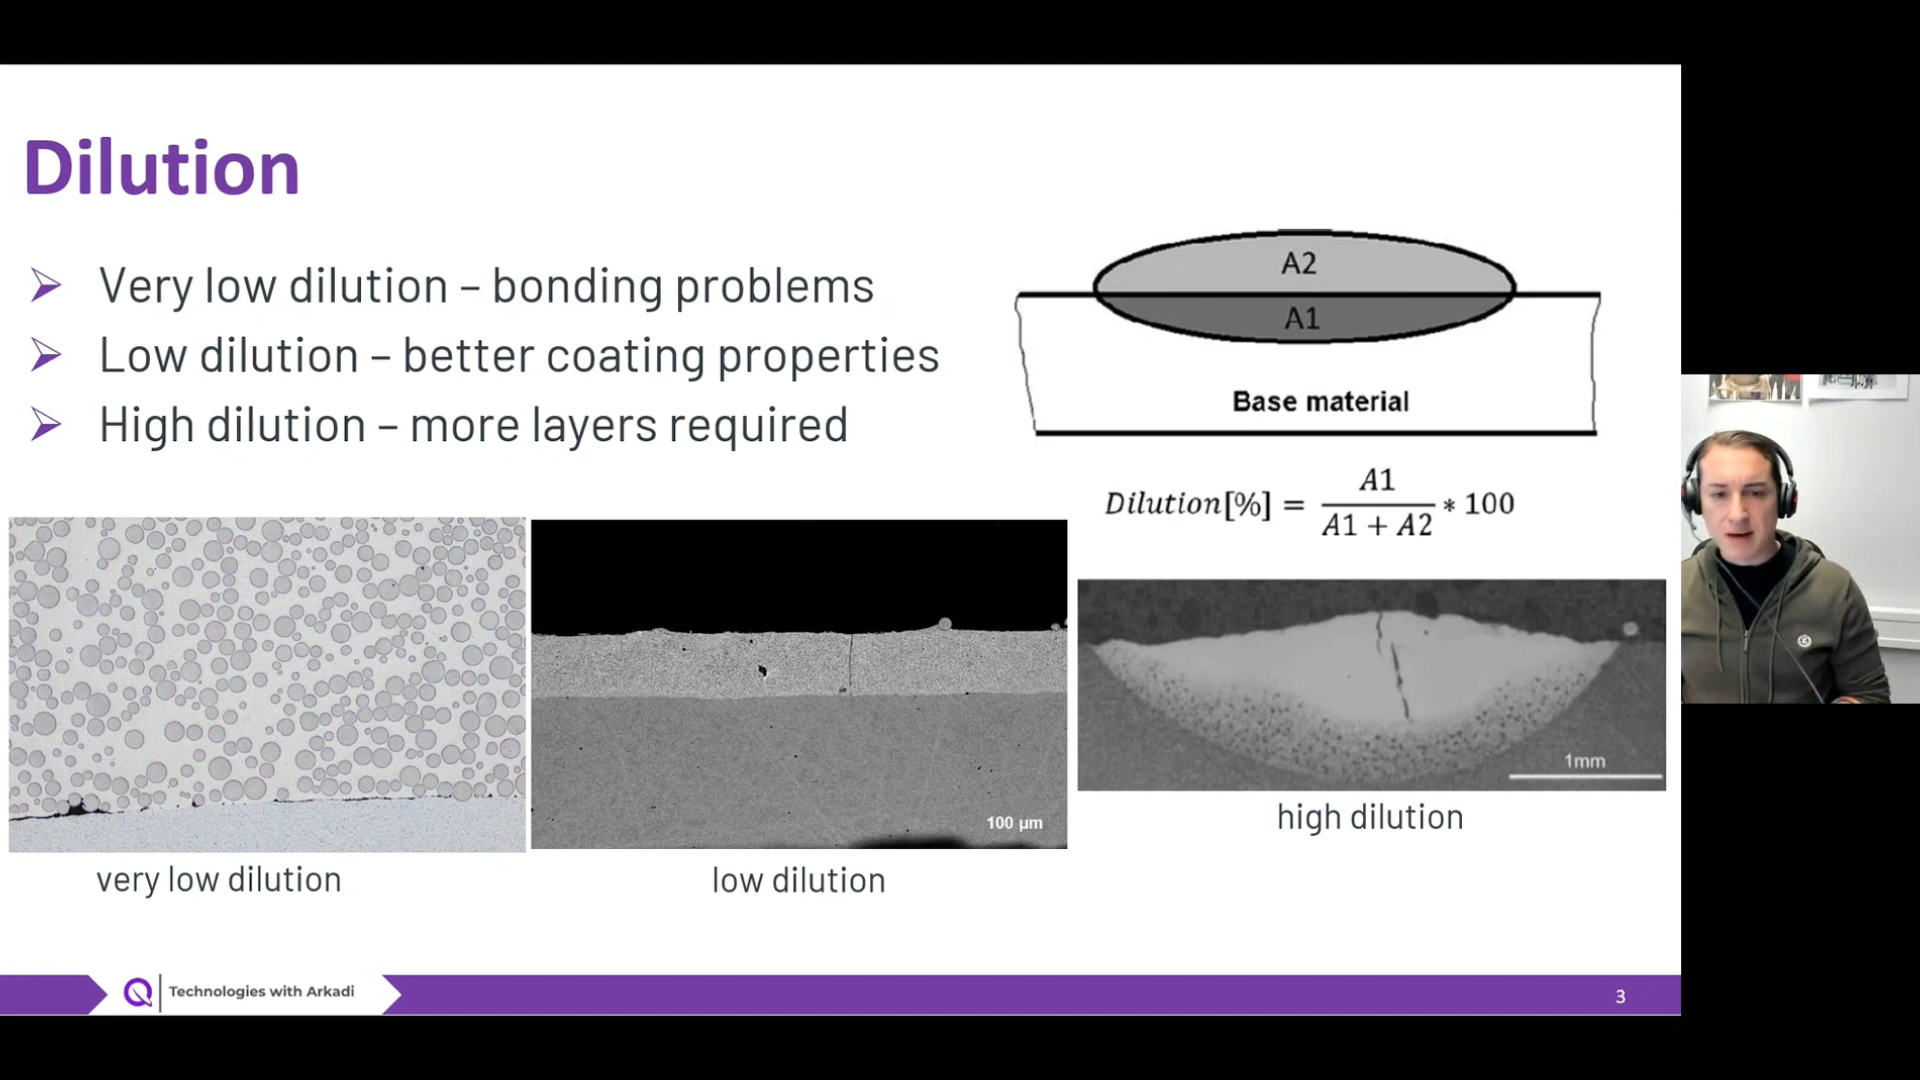 Dilution
Very low dilution – bonding problems
Low dilution – better coating properties
High dilution – more layers required
A2
A1
Base material
Dilution[%] = A1 / (A1 + A2) * 100
100 µm
1mm
very low dilution
low dilution
high dilution
Technologies with Arkadi
3